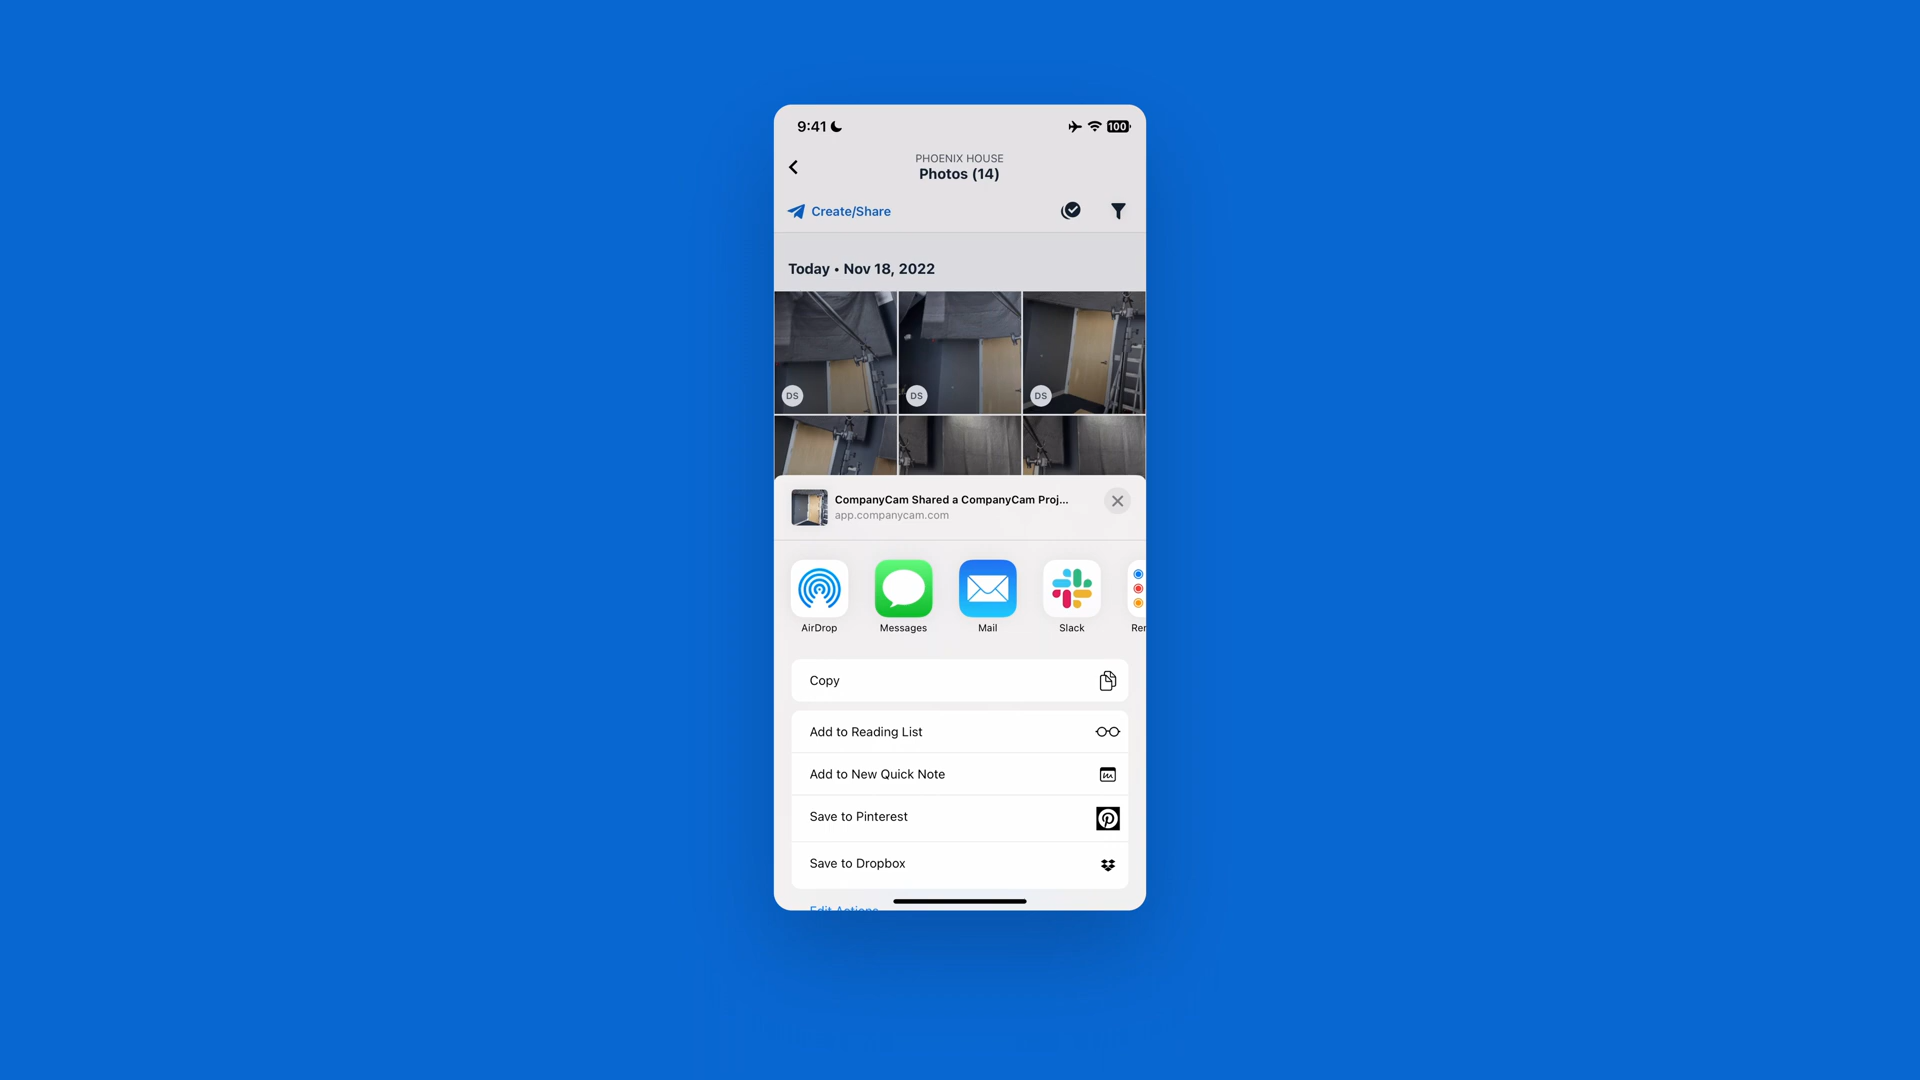 9:41
100
PHOENIX HOUSE
Photos (14)
Create/Share
Today • Nov 18, 2022
DS
DS
DS
CompanyCam Shared a CompanyCam Proj...
app.companycam.com
AirDrop
Messages
Mail
Slack
Copy
Add to Reading List
Add to New Quick Note
Save to Pinterest
Save to Dropbox
Edit Actions